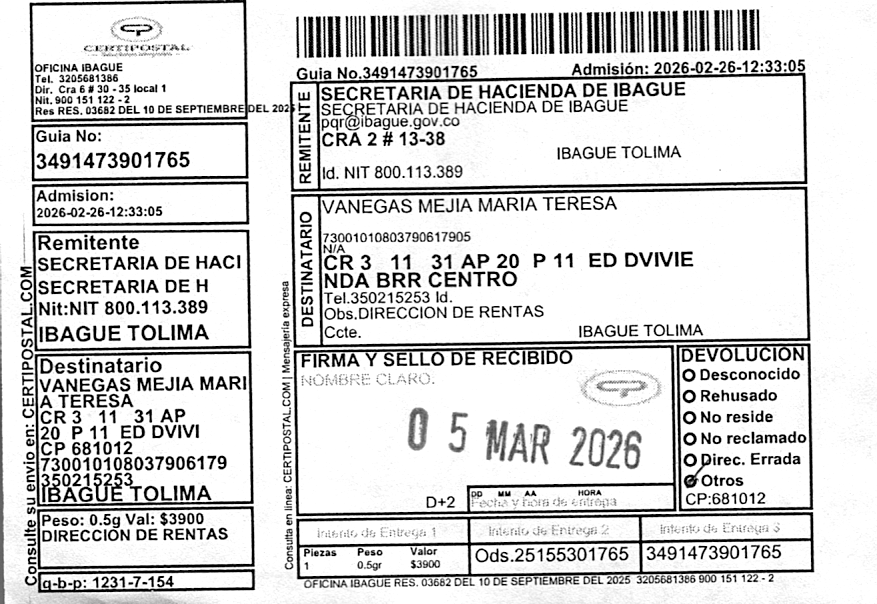 CERTIPOSTAL
OFICINA IBAGUE
Tel. 3205681386
Dir. Cra 6 # 30 - 35 local 1
Nit. 900 151 122 - 2
Res RES. 03682 DEL 10 DE SEPTIEMBRE DEL 2025
Guia No:
3491473901765
Admision:
2026-02-26-12:33:05
Remitente
SECRETARIA DE HACI
SECRETARIA DE H
Nit:NIT 800.113.389
IBAGUE TOLIMA
Destinatario
VANEGAS MEJIA MARI
A TERESA
CR 3 11 31 AP
20 P 11 ED DVIVI
CP 681012
730010108037906179
350215253
IBAGUE TOLIMA
Peso: 0.5g Val: $3900
DIRECCION DE RENTAS
q-b-p: 1231-7-154
Consulte su envio en: CERTIPOSTAL.COM
Guia No.3491473901765 Admisión: 2026-02-26-12:33:05
REMITENTE
SECRETARIA DE HACIENDA DE IBAGUE
SECRETARIA DE HACIENDA DE IBAGUE
pqr@ibague.gov.co
CRA 2 # 13-38
IBAGUE TOLIMA
Id. NIT 800.113.389
DESTINATARIO
VANEGAS MEJIA MARIA TERESA
73001010803790617905
N/A
CR 3 11 31 AP 20 P 11 ED DVIVIE
NDA BRR CENTRO
Tel.350215253 Id.
Obs.DIRECCION DE RENTAS
Ccte. IBAGUE TOLIMA
Consulta en linea: CERTIPOSTAL.COM | Mensajería expresa
FIRMA Y SELLO DE RECIBIDO
NOMBRE CLARO.
05 MAR 2026
D+2
DD MM AA HORA
Fecha y hora de entrega
DEVOLUCION
Desconocido
Rehusado
No reside
No reclamado
Direc. Errada
Otros
CP:681012
Intento de Entrega 1 Intento de Entrega 2 Intento de Entrega 3
Piezas Peso Valor
1 0.5gr $3900
Ods.25155301765 3491473901765
OFICINA IBAGUE RES. 03682 DEL 10 DE SEPTIEMBRE DEL 2025 3205681386 900 151 122 - 2